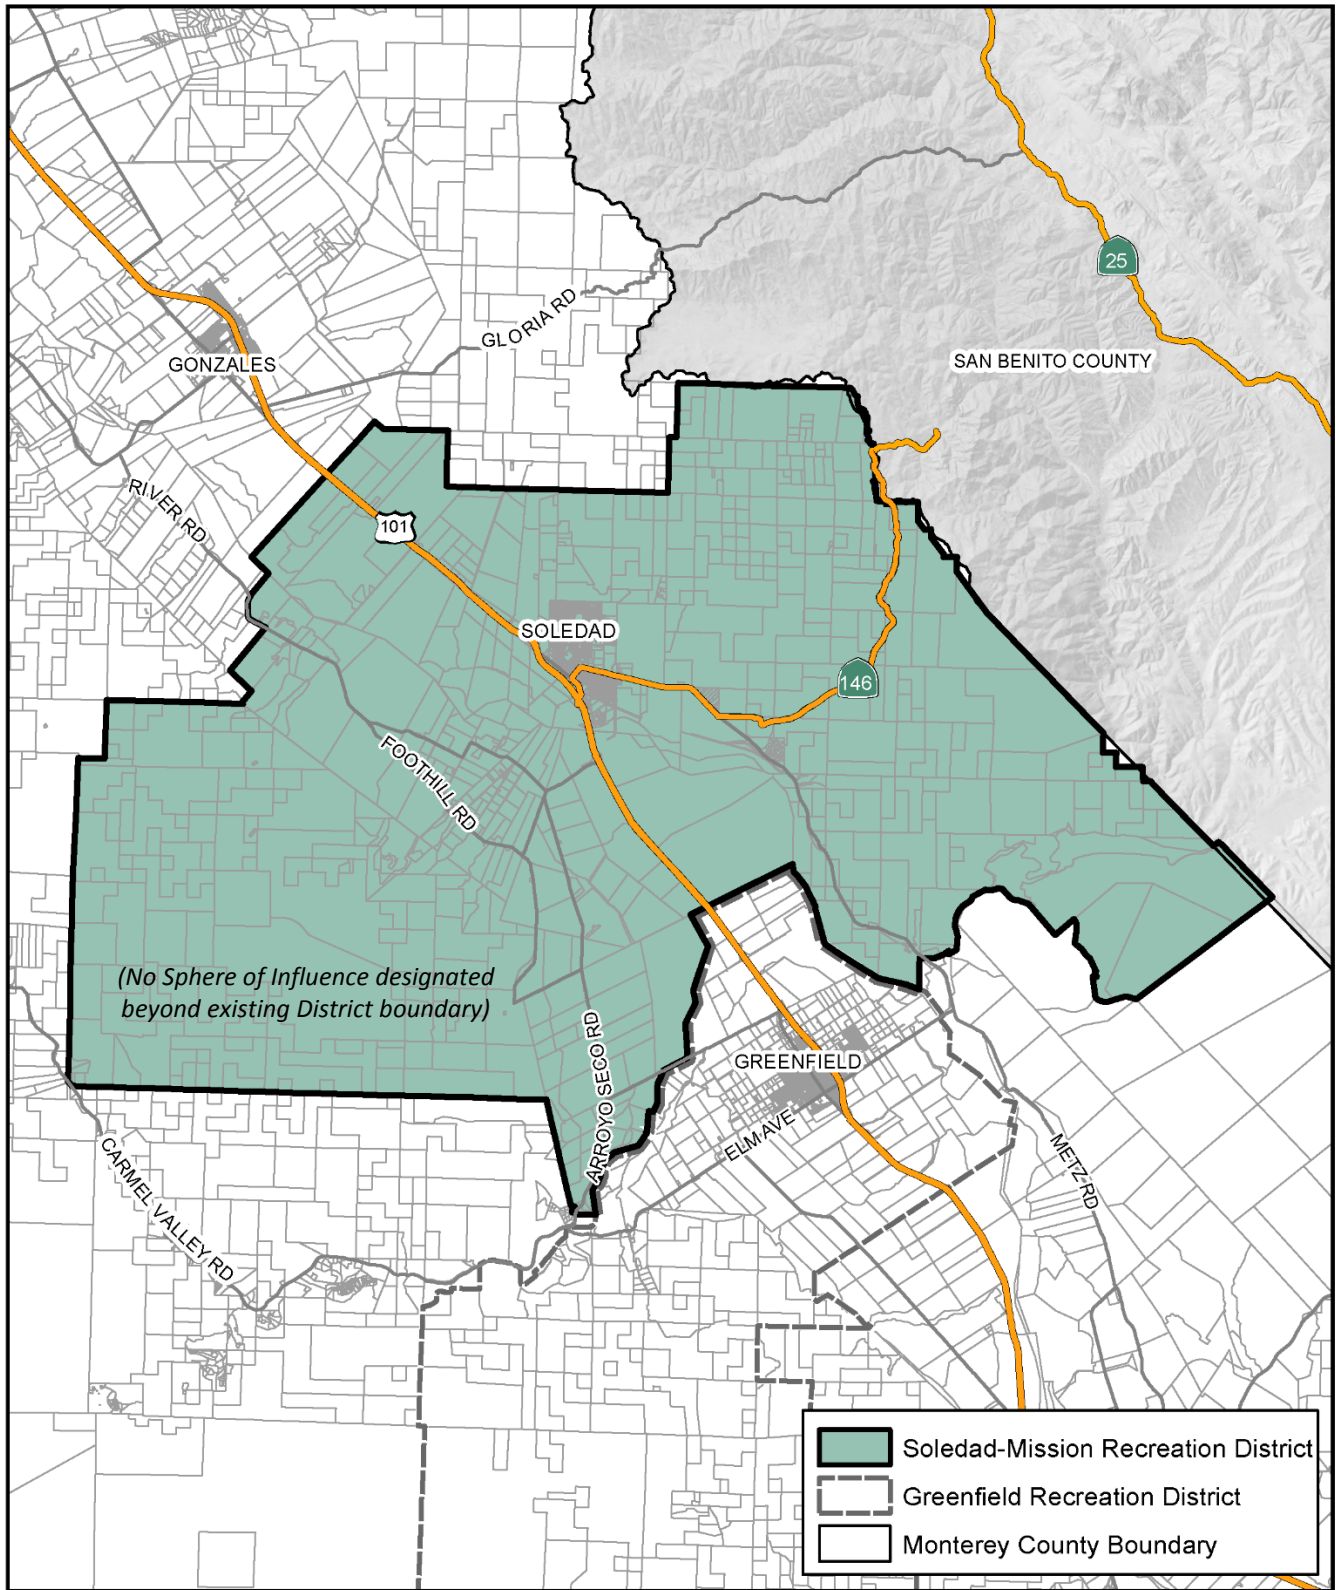 25
SAN BENITO COUNTY
GLORIA RD
GONZALES
RIVER RD
101
SOLEDAD
146
FOOTHILL RD
(No Sphere of Influence designated
beyond existing District boundary)
ARROYO SECO RD
GREENFIELD
ELM AVE
METZ RD
CARMEL VALLEY RD
Soledad-Mission Recreation District
Greenfield Recreation District
Monterey County Boundary